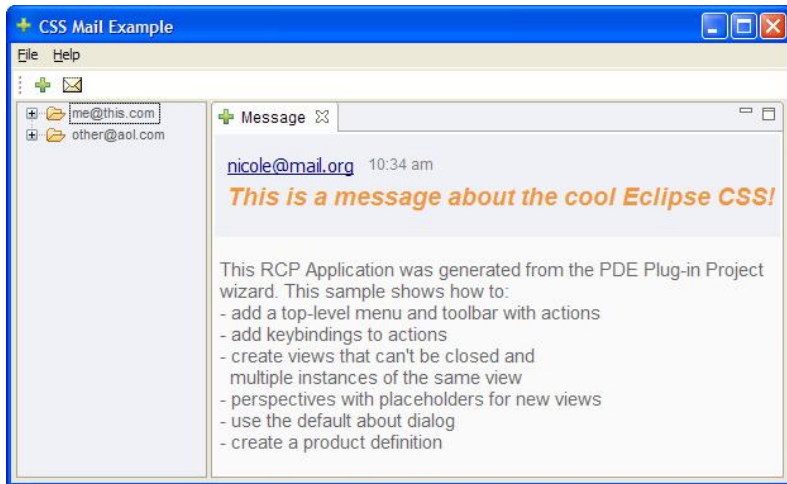 CSS Mail Example
File Help
me@this.com
other@aol.com
Message
nicole@mail.org 10:34 am
This is a message about the cool Eclipse CSS!
This RCP Application was generated from the PDE Plug-in Project
wizard. This sample shows how to:
- add a top-level menu and toolbar with actions
- add keybindings to actions
- create views that can't be closed and
multiple instances of the same view
- perspectives with placeholders for new views
- use the default about dialog
- create a product definition